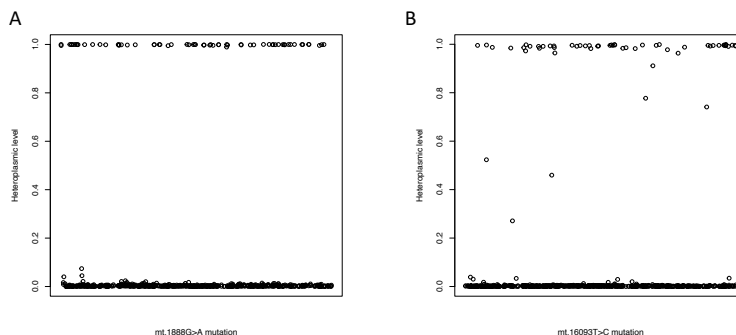 A
B
1.0
0.8
0.6
0.4
0.2
0.0
Heteroplasmic level
mt.1888G>A mutation
1.0
0.8
0.6
0.4
0.2
0.0
Heteroplasmic level
mt.16093T>C mutation